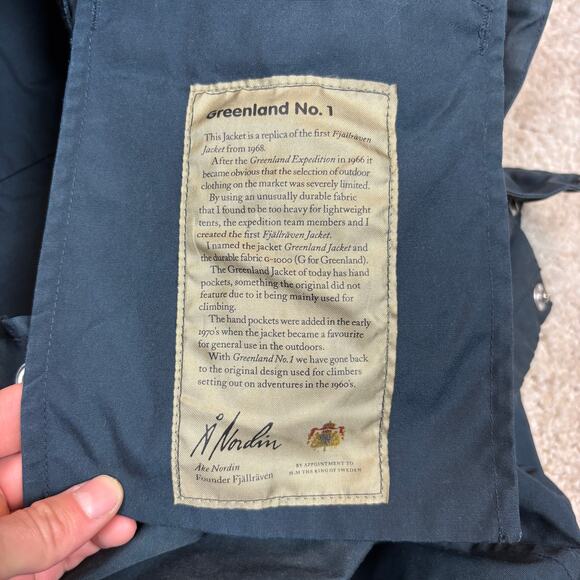 Greenland No. 1
This Jacket is a replica of the first Fjällräven
Jacket from 1968.
After the Greenland Expedition in 1966 it
became obvious that the selection of outdoor
clothing on the market was severely limited.
By using an unusually durable fabric
that I found to be too heavy for lightweight
tents, the expedition team members and I
created the first Fjällräven Jacket.
I named the jacket Greenland Jacket and
the durable fabric G-1000 (G for Greenland).
The Greenland Jacket of today has hand
pockets, something the original did not
feature due to it being mainly used for
climbing.
The hand pockets were added in the early
1970's when the jacket became a favourite
for general use in the outdoors.
With Greenland No.1 we have gone back
to the original design used for climbers
setting out on adventures in the 1960's.
Å Nordin
Åke Nordin
Founder Fjällräven
BY APPOINTMENT TO
H.M THE KING OF SWEDEN